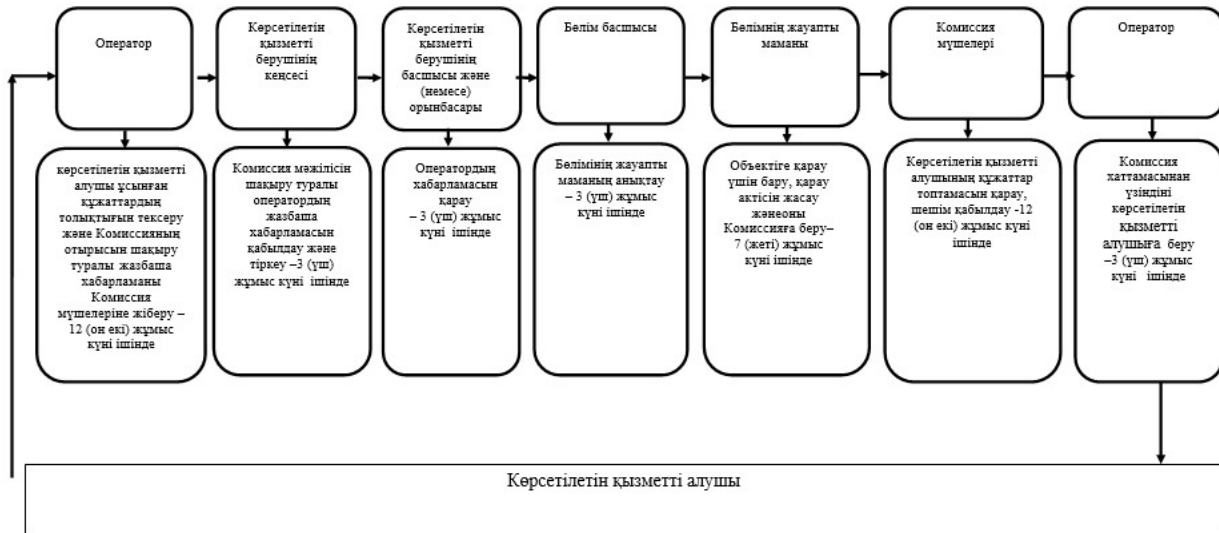 Оператор
Көрсетілетін
қызметті
берушінің
кеңсесі
Көрсетілетін
қызметті
берушінің
басшысы және
(немесе)
орынбасары
Бөлім басшысы
Бөлімнің жауапты
маманы
Комиссия
мүшелері
Оператор
көрсетілетін қызметті
алушы ұсынған
құжаттардың
толықтығын тексеру
және Комиссияның
отырысын шақыру
туралы жазбаша
хабарламаны
Комиссия
мүшелеріне жіберу –
12 (он екі) жұмыс
күні ішінде
Комиссия мәжілісін
шақыру туралы
оператордың
жазбаша
хабарламасын
қабылдау және
тіркеу –3 (үш)
жұмыс күні ішінде
Оператордың
хабарламасын
қарау
– 3 (үш) жұмыс
күні ішінде
Бөлімінің жауапты
маманың анықтау
– 3 (үш) жұмыс
күні ішінде
Объектіге қарау
үшін бару, қарау
актісін жасау
жәнеоны
Комиссияға беру–
7 (жеті) жұмыс
күні ішінде
Көрсетілетін қызметті
алушының құжаттар
топтамасын қарау,
шешім қабылдау -12
(он екі) жұмыс күні
ішінде
Комиссия
хаттамасынан
үзіндіні
көрсетілетін
қызметті
алушыға беру
–3 (үш) жұмыс
күні ішінде
Көрсетілетін қызметті алушы